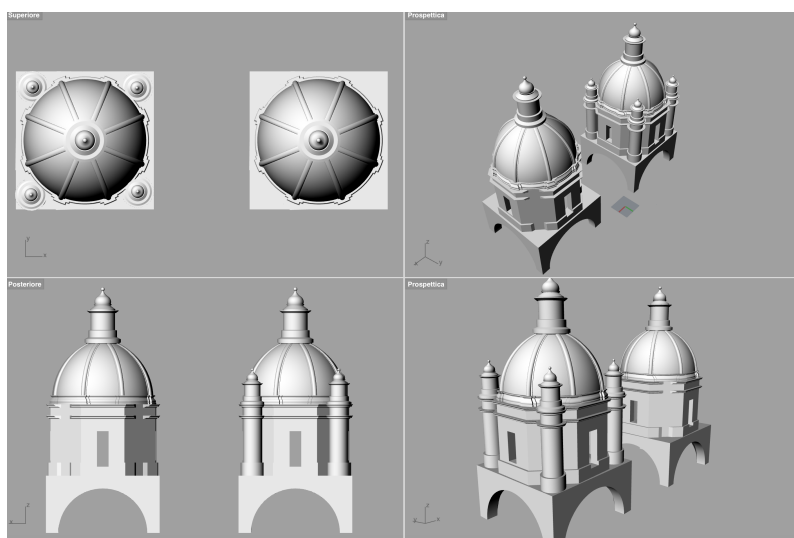 Superiore
Prospettica
y
x
z
x
y
Posteriore
Prospettica
z
x
z
y
x